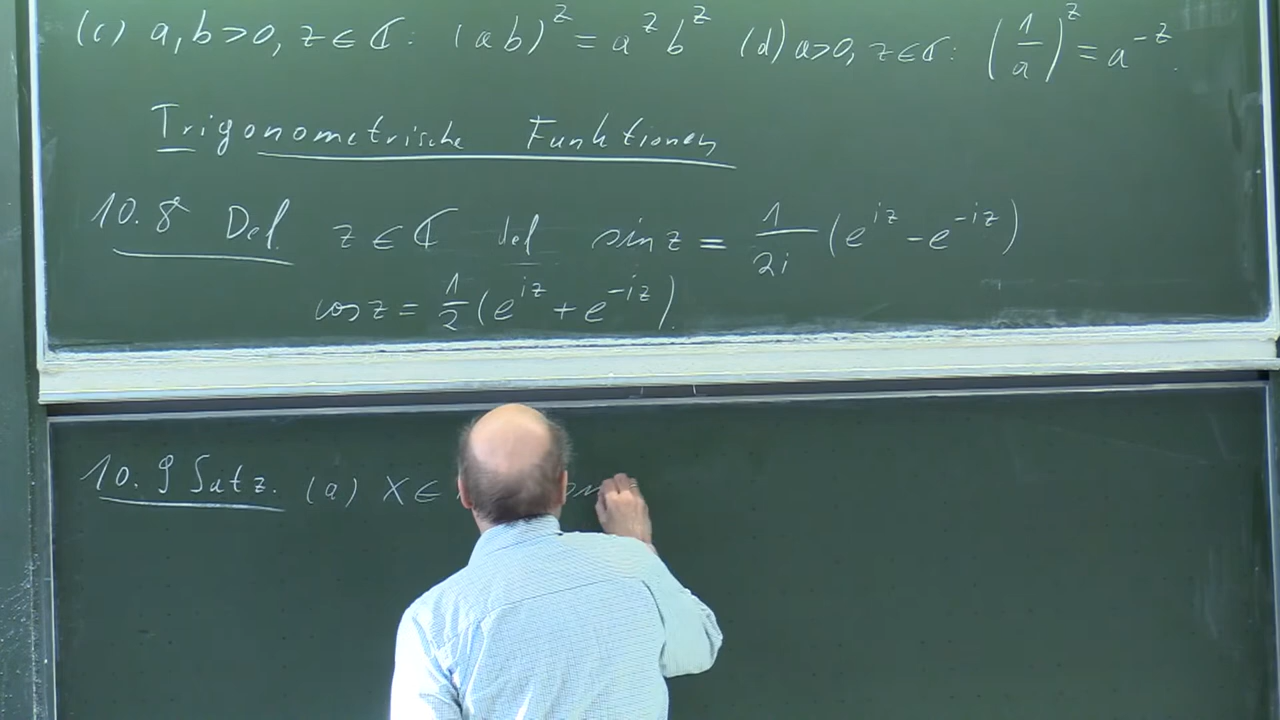 (c) a, b > 0, z ∈ ℂ: (ab)^z = a^z b^z (d) a>0, z∈ℂ: (1/a)^z = a^{-z}.
Trigonometrische Funktionen
10.8 Def z ∈ ℂ def sin z = 1/2i (e^{iz} - e^{-iz})
cos z = 1/2 (e^{iz} + e^{-iz}).
10.9 Satz. (a) x ∈